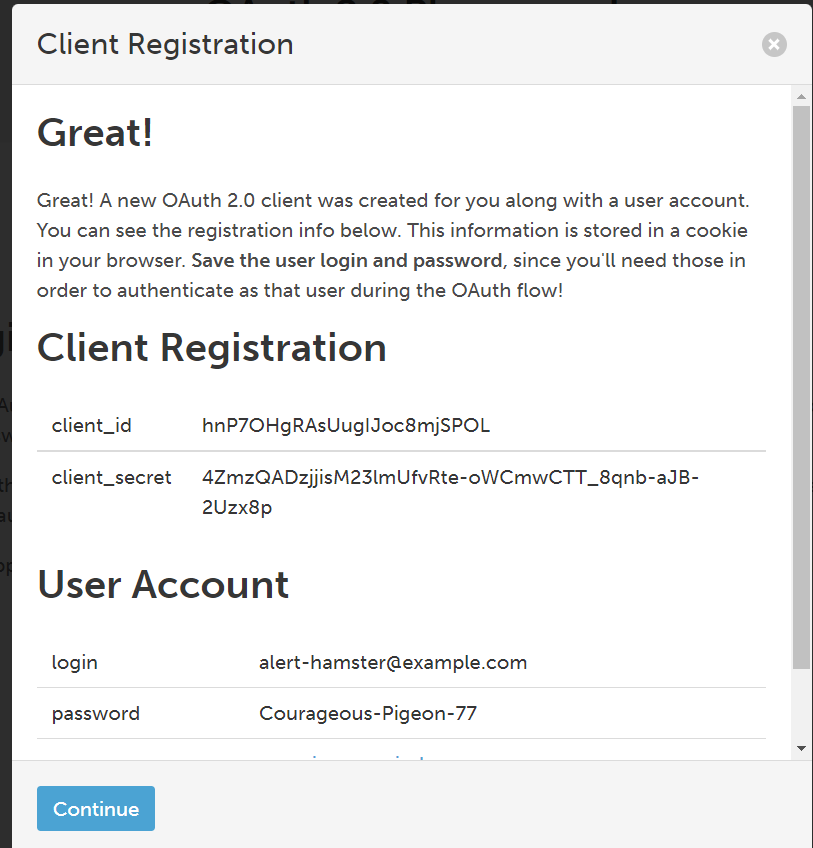 Client Registration
Great!
Great! A new OAuth 2.0 client was created for you along with a user account.
You can see the registration info below. This information is stored in a cookie
in your browser. Save the user login and password, since you'll need those in
order to authenticate as that user during the OAuth flow!
Client Registration
client_id hnP7OHgRAsUugIJoc8mjSPOL
client_secret 4ZmzQADzjjisM23lmUfvRte-oWCmwCTT_8qnb-aJB-
2Uzx8p
User Account
login alert-hamster@example.com
password Courageous-Pigeon-77
Continue